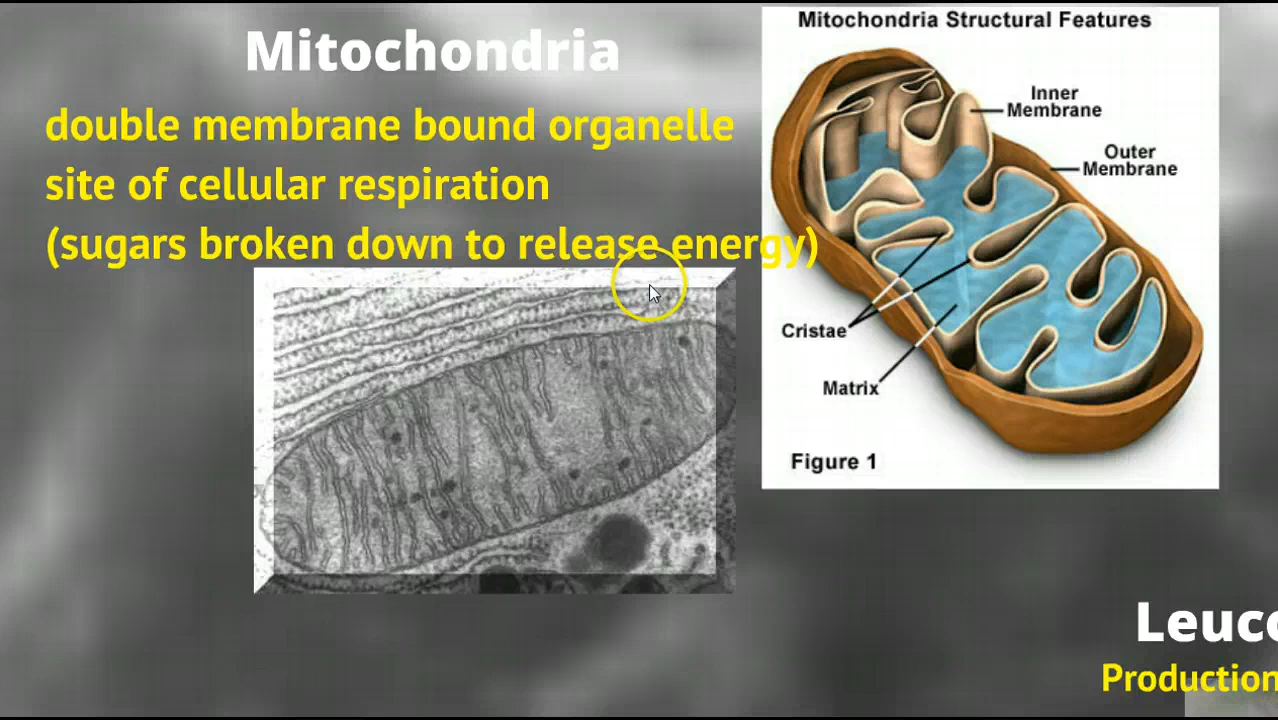 Mitochondria
double membrane bound organelle
site of cellular respiration
(sugars broken down to release energy)
Mitochondria Structural Features
Inner
Membrane
Outer
Membrane
Cristae
Matrix
Figure 1
Production